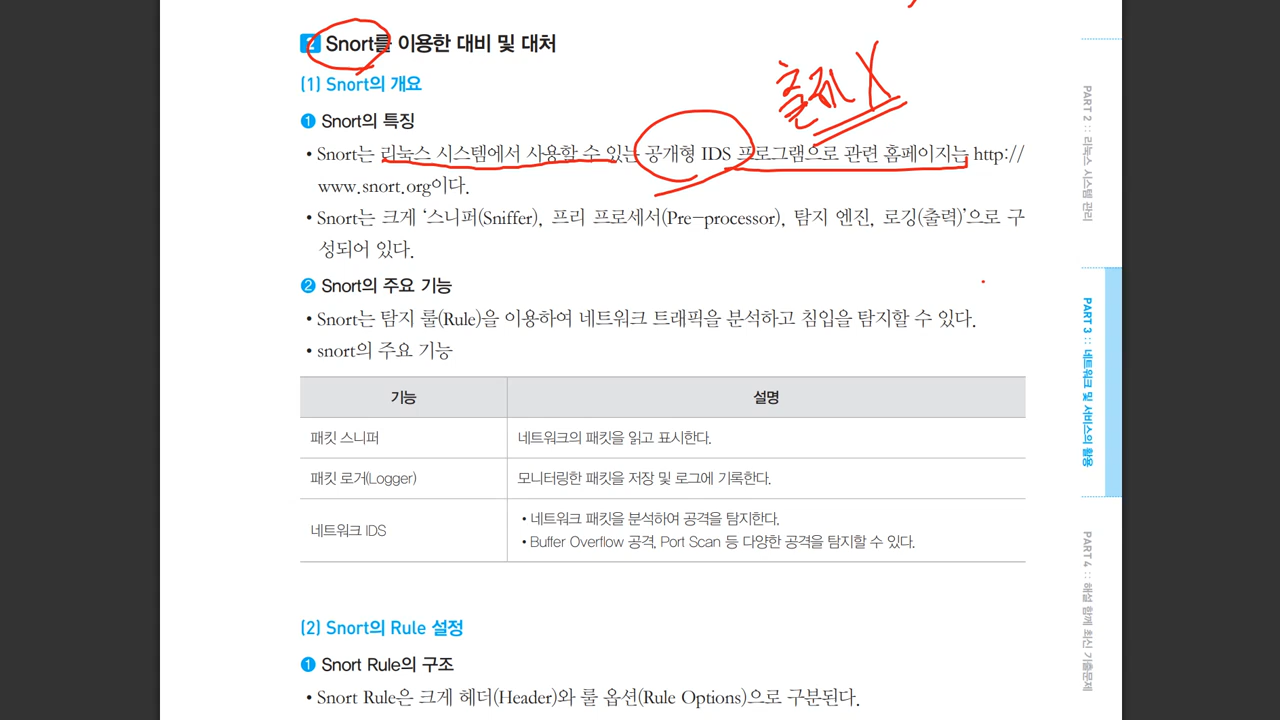 2 Snort를 이용한 대비 및 대처
출제 X
(1) Snort의 개요
1 Snort의 특징
• Snort는 리눅스 시스템에서 사용할 수 있는 공개형 IDS 프로그램으로 관련 홈페이지는 http://
www.snort.org이다.
• Snort는 크게 ‘스니퍼(Sniffer), 프리 프로세서(Pre-processor), 탐지 엔진, 로깅(출력)’으로 구
성되어 있다.
2 Snort의 주요 기능
• Snort는 탐지 룰(Rule)을 이용하여 네트워크 트래픽을 분석하고 침입을 탐지할 수 있다.
• snort의 주요 기능
기능 설명
패킷 스니퍼 네트워크의 패킷을 읽고 표시한다.
패킷 로거(Logger) 모니터링한 패킷을 저장 및 로그에 기록한다.
네트워크 IDS
• 네트워크 패킷을 분석하여 공격을 탐지한다.
• Buffer Overflow 공격, Port Scan 등 다양한 공격을 탐지할 수 있다.
(2) Snort의 Rule 설정
1 Snort Rule의 구조
• Snort Rule은 크게 헤더(Header)와 룰 옵션(Rule Options)으로 구분된다.
PART 2 :: 리눅스 시스템 관리
PART 3 :: 네트워크 및 서비스의 활용
PART 4 :: 해설 함께 최신 기출문제